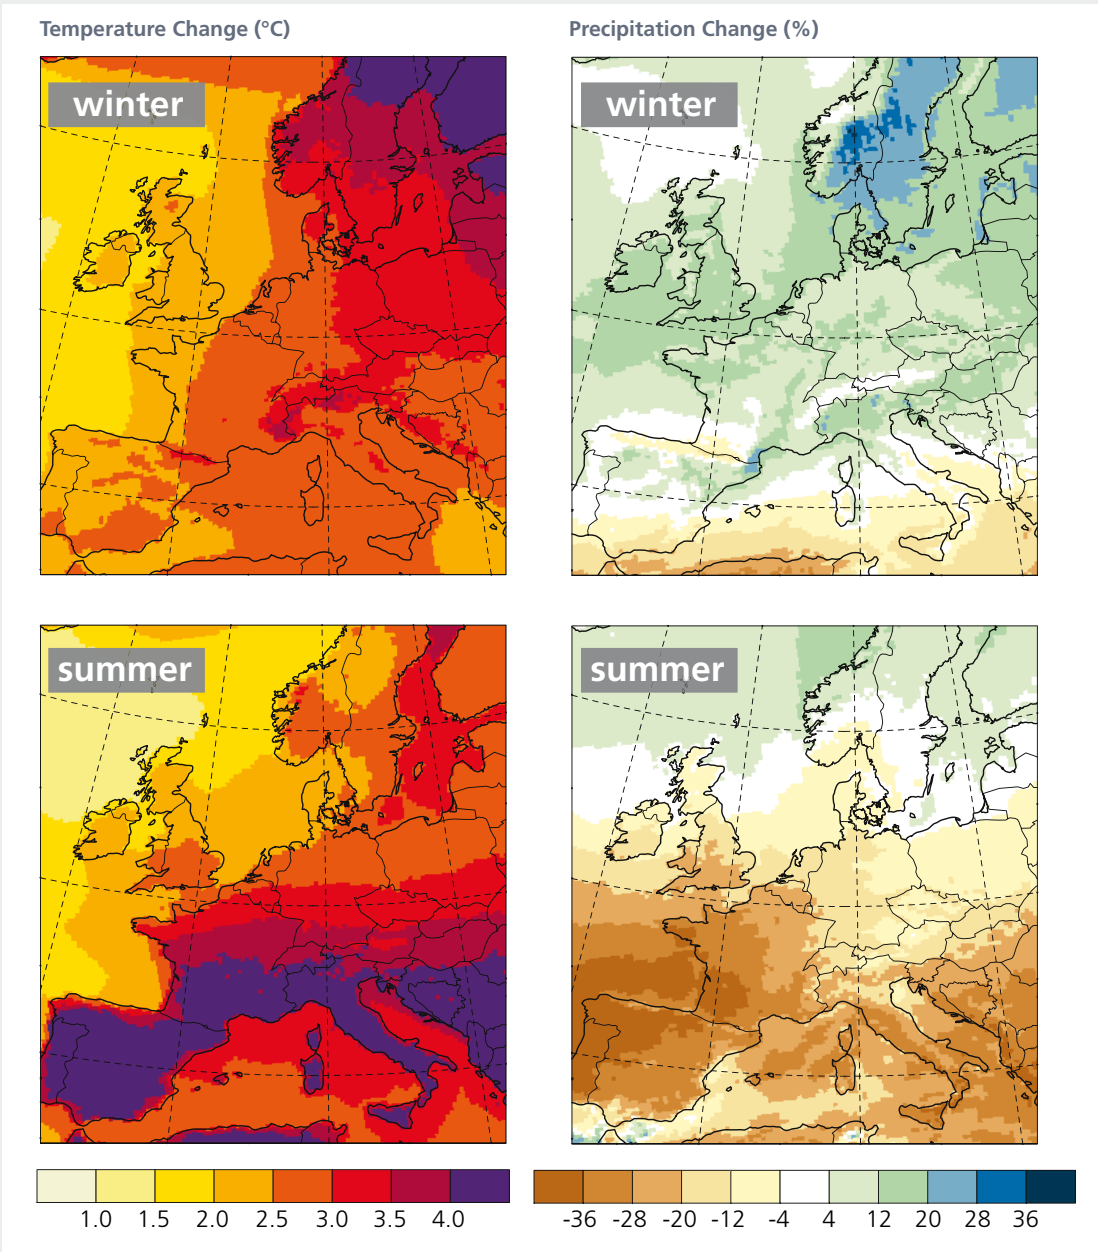 Temperature Change (°C)
Precipitation Change (%)
winter
winter
summer
summer
1.0 1.5 2.0 2.5 3.0 3.5 4.0
-36 -28 -20 -12 -4 4 12 20 28 36